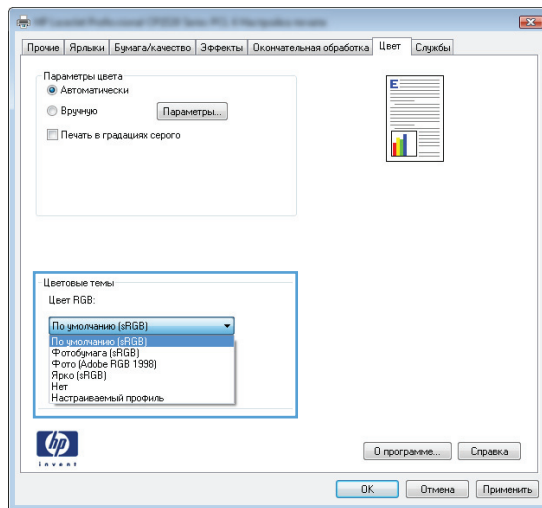 Прочие Ярлыки Бумага/качество Эффекты Окончательная обработка Цвет Службы
Параметры цвета
Автоматически
Вручную Параметры...
Печать в градациях серого
E
Цветовые темы
Цвет RGB:
По умолчанию (sRGB)
По умолчанию (sRGB)
Фотобумага (sRGB)
Фото (Adobe RGB 1998)
Ярко (sRGB)
Нет
Настраиваемый профиль
hp
invent
О программе... Справка
OK Отмена Применить